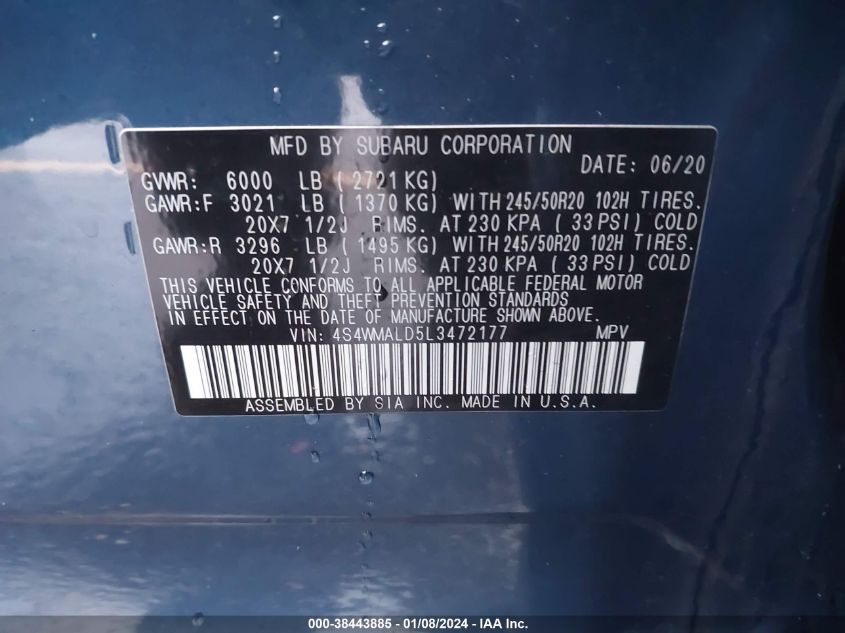 MFD BY SUBARU CORPORATION
DATE: 06/20
GVWR: 6000 LB ( 2721 KG)
GAWR:F 3021 LB ( 1370 KG) WITH 245/50R20 102H TIRES.
20X7 1/2J RIMS. AT 230 KPA ( 33 PSI) COLD
GAWR:R 3296 LB ( 1495 KG) WITH 245/50R20 102H TIRES.
20X7 1/2J RIMS. AT 230 KPA ( 33 PSI) COLD
THIS VEHICLE CONFORMS TO ALL APPLICABLE FEDERAL MOTOR
VEHICLE SAFETY AND THEFT PREVENTION STANDARDS
IN EFFECT ON THE DATE OF MANUFACTURE SHOWN ABOVE.
VIN: 4S4WMALD5L3472177 MPV
ASSEMBLED BY SIA INC. MADE IN U.S.A.
000-38443885 - 01/08/2024 - IAA Inc.